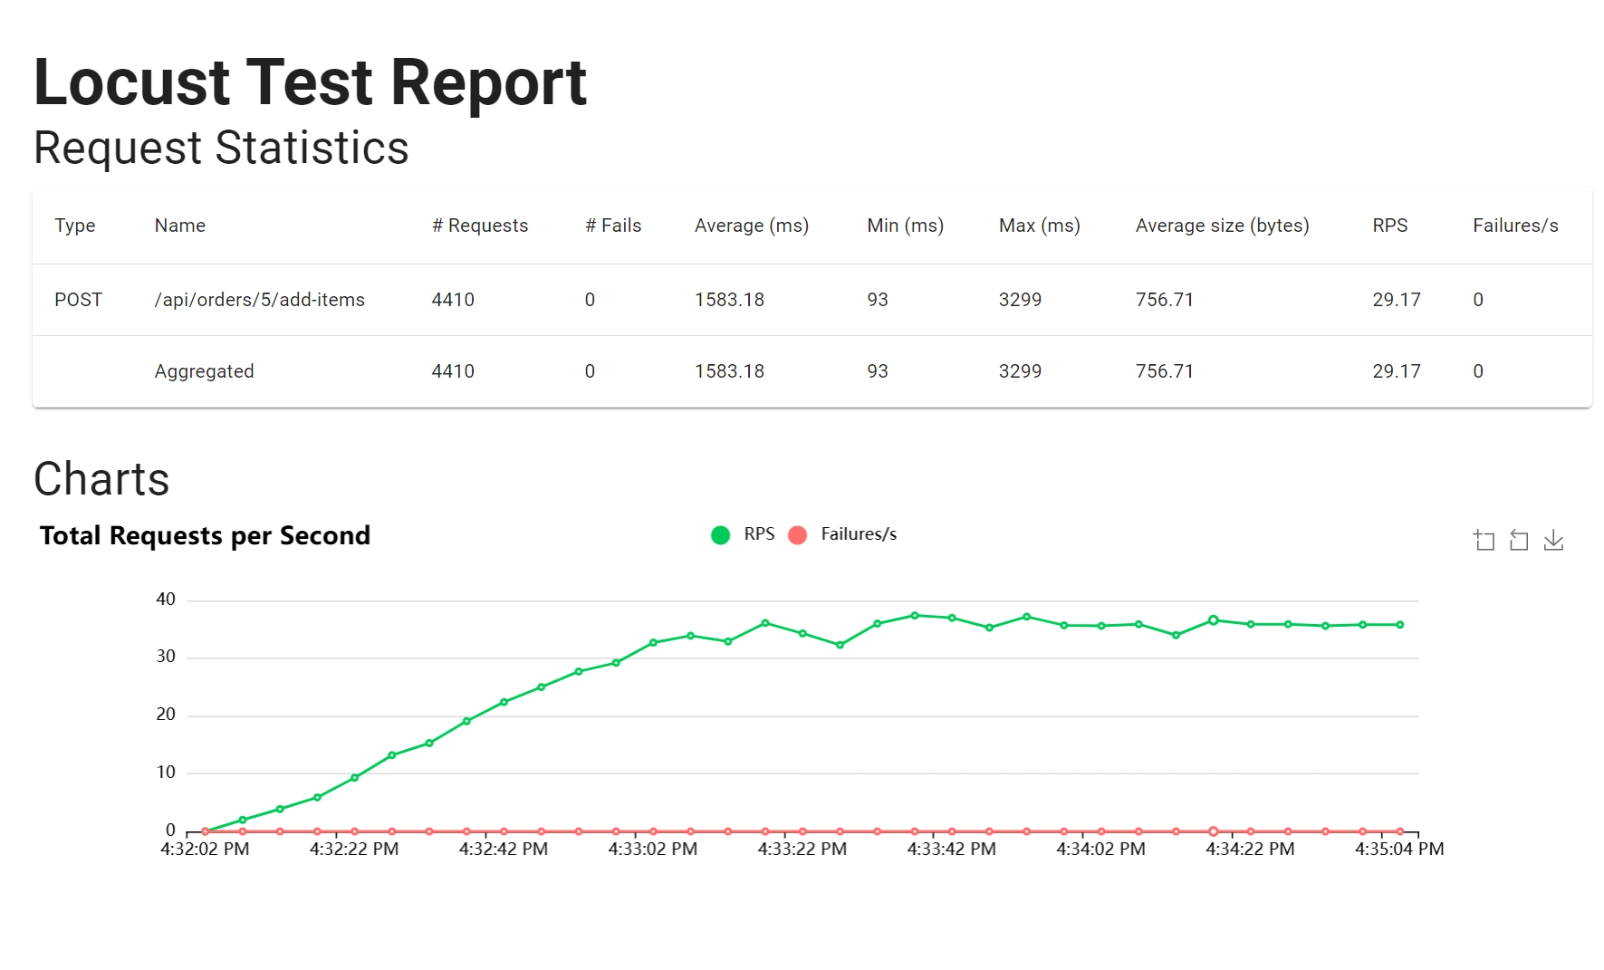 Locust Test Report
Request Statistics
Type Name # Requests # Fails Average (ms) Min (ms) Max (ms) Average size (bytes) RPS Failures/s
POST /api/orders/5/add-items 4410 0 1583.18 93 3299 756.71 29.17 0
Aggregated 4410 0 1583.18 93 3299 756.71 29.17 0
Charts
Total Requests per Second RPS Failures/s
40
30
20
10
0
4:32:02 PM 4:32:22 PM 4:32:42 PM 4:33:02 PM 4:33:22 PM 4:33:42 PM 4:34:02 PM 4:34:22 PM 4:35:04 PM